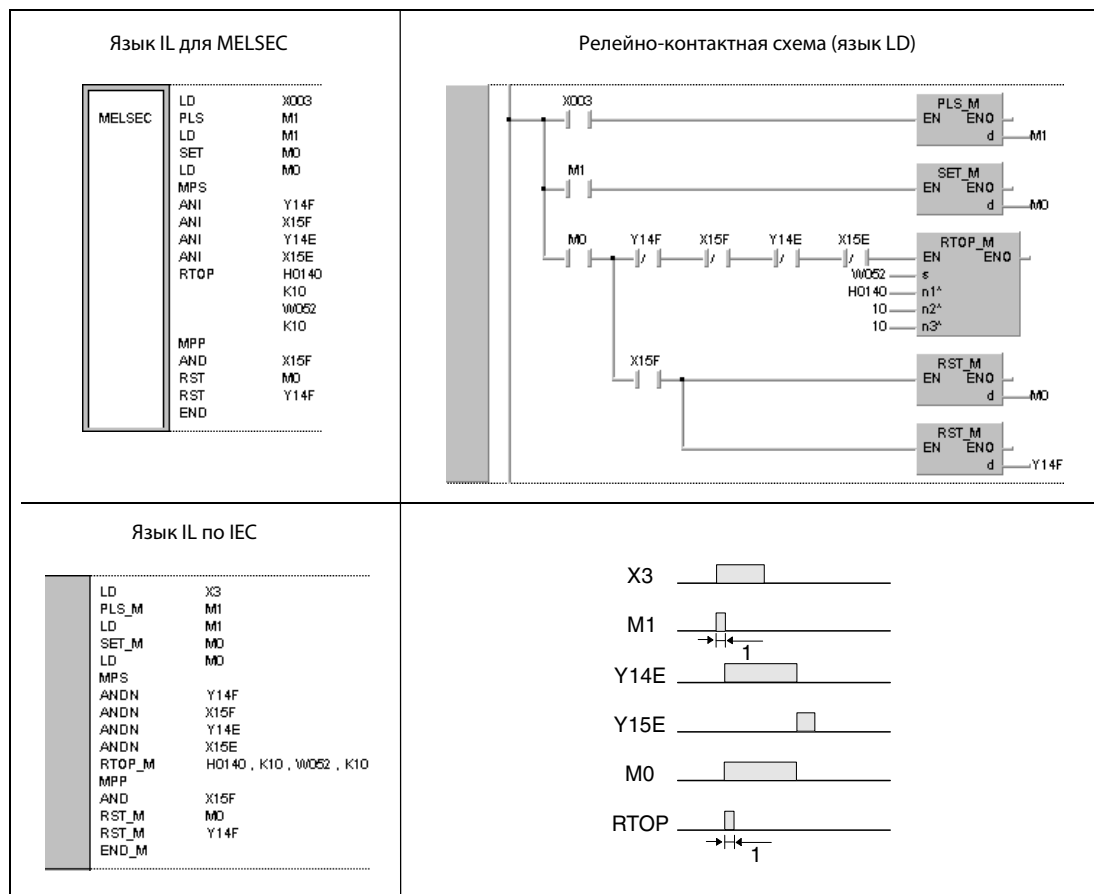 Язык IL для MELSEC
MELSEC
LD X003
PLS M1
LD M1
SET M0
LD M0
MPS
ANI Y14F
ANI X15F
ANI Y14E
ANI X15E
RTOP H0140
K10
W052
K10
MPP
AND X15F
RST M0
RST Y14F
END
Релейно-контактная схема (язык LD)
X003
PLS_M
EN ENO
d M1
M1
SET_M
EN ENO
d M0
M0 Y14F X15F Y14E X15E
RTOP_M
EN ENO
W052 s
H0140 n1^
10 n2^
10 n3^
X15F
RST_M
EN ENO
d M0
RST_M
EN ENO
d Y14F
Язык IL по IEC
LD X3
PLS_M M1
LD M1
SET_M M0
LD M0
MPS
ANDN Y14F
ANDN X15F
ANDN Y14E
ANDN X15E
RTOP_M H0140 , K10 , W052 , K10
MPP
AND X15F
RST_M M0
RST_M Y14F
END_M
X3
M1
1
Y14E
Y15E
M0
RTOP
1